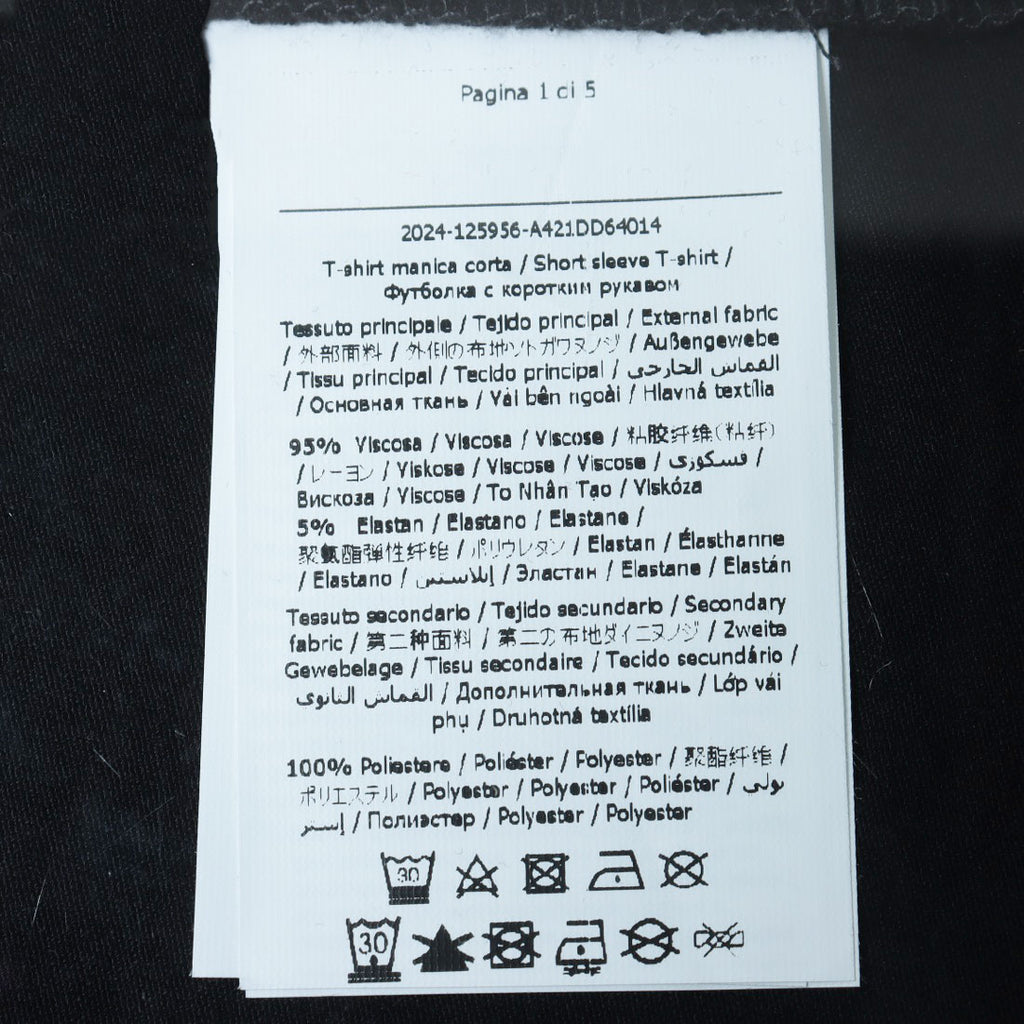 Pagina 1 di 5
2024-125956-A421DD64014
T-shirt manica corta / Short sleeve T-shirt /
Футболка с коротким рукавом
Tessuto principale / Tejido principal / External fabric
/ 外部面料 / 外側の布地ソトガワヌノジ / Außengewebe
/ Tissu principal / Tecido principal / القماش الخارجي
/ Основная ткань / Vải bên ngoài / Hlavná textília
95% Viscosa / Viscosa / Viscose / 粘胶纤维(粘纤)
/ レーヨン / Viskose / Viscose / Viscose / فسكوزى /
Вискоза / Viscose / To Nhân Tạo / Viskóza
5% Elastan / Elastano / Elastane /
聚氨酯弹性纤维 / ポリウレタン / Elastan / Élasthanne
/ Elastano / إيلاستس / Эластан / Elastane / Elastán
Tessuto secondario / Tejido secundario / Secondary
fabric / 第二种面料 / 第二の布地ダイニヌノジ / Zweite
Gewebelage / Tissu secondaire / Tecido secundário /
القماش الثانوى / Дополнительная ткань / Lớp vải
phụ / Druhotná textília
100% Poliestere / Poliéster / Polyester / 聚酯纤维 /
ポリエステル / Polyester / Polyester / Poliéster / بولى
إستر / Полиэстер / Polyester / Polyester
30
30